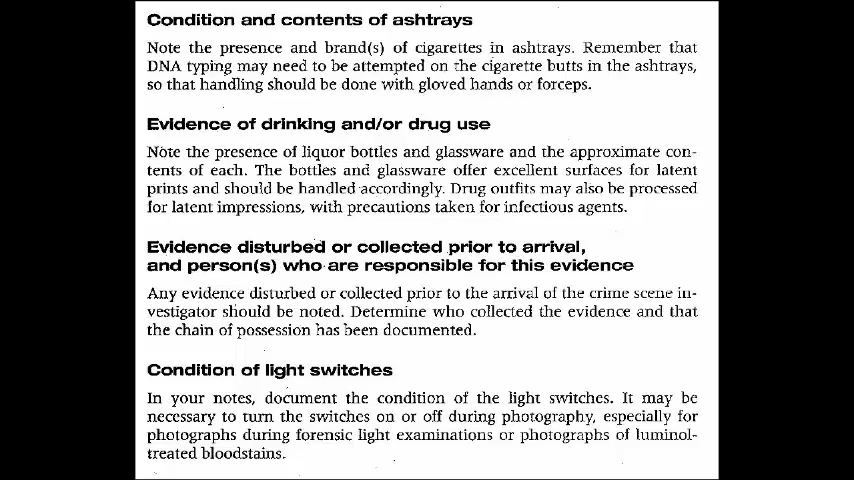 Condition and contents of ashtrays
Note the presence and brand(s) of cigarettes in ashtrays. Remember that
DNA typing may need to be attempted on the cigarette butts in the ashtrays,
so that handling should be done with gloved hands or forceps.
Evidence of drinking and/or drug use
Note the presence of liquor bottles and glassware and the approximate con-
tents of each. The bottles and glassware offer excellent surfaces for latent
prints and should be handled accordingly. Drug outfits may also be processed
for latent impressions, with precautions taken for infectious agents.
Evidence disturbed or collected prior to arrival,
and person(s) who are responsible for this evidence
Any evidence disturbed or collected prior to the arrival of the crime scene in-
vestigator should be noted. Determine who collected the evidence and that
the chain of possession has been documented.
Condition of light switches
In your notes, document the condition of the light switches. It may be
necessary to turn the switches on or off during photography, especially for
photographs during forensic light examinations or photographs of luminol-
treated bloodstains.